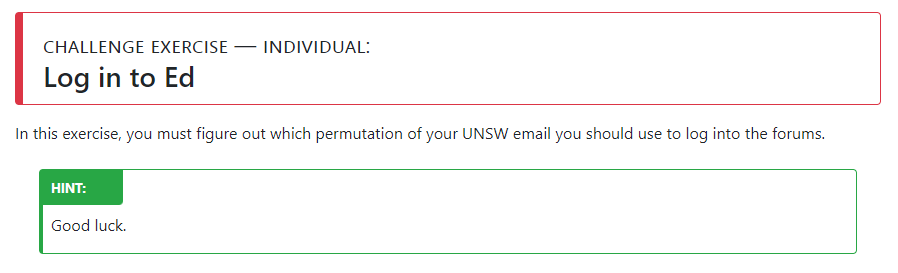 CHALLENGE EXERCISE — INDIVIDUAL:
Log in to Ed
In this exercise, you must figure out which permutation of your UNSW email you should use to log into the forums.
HINT:
Good luck.